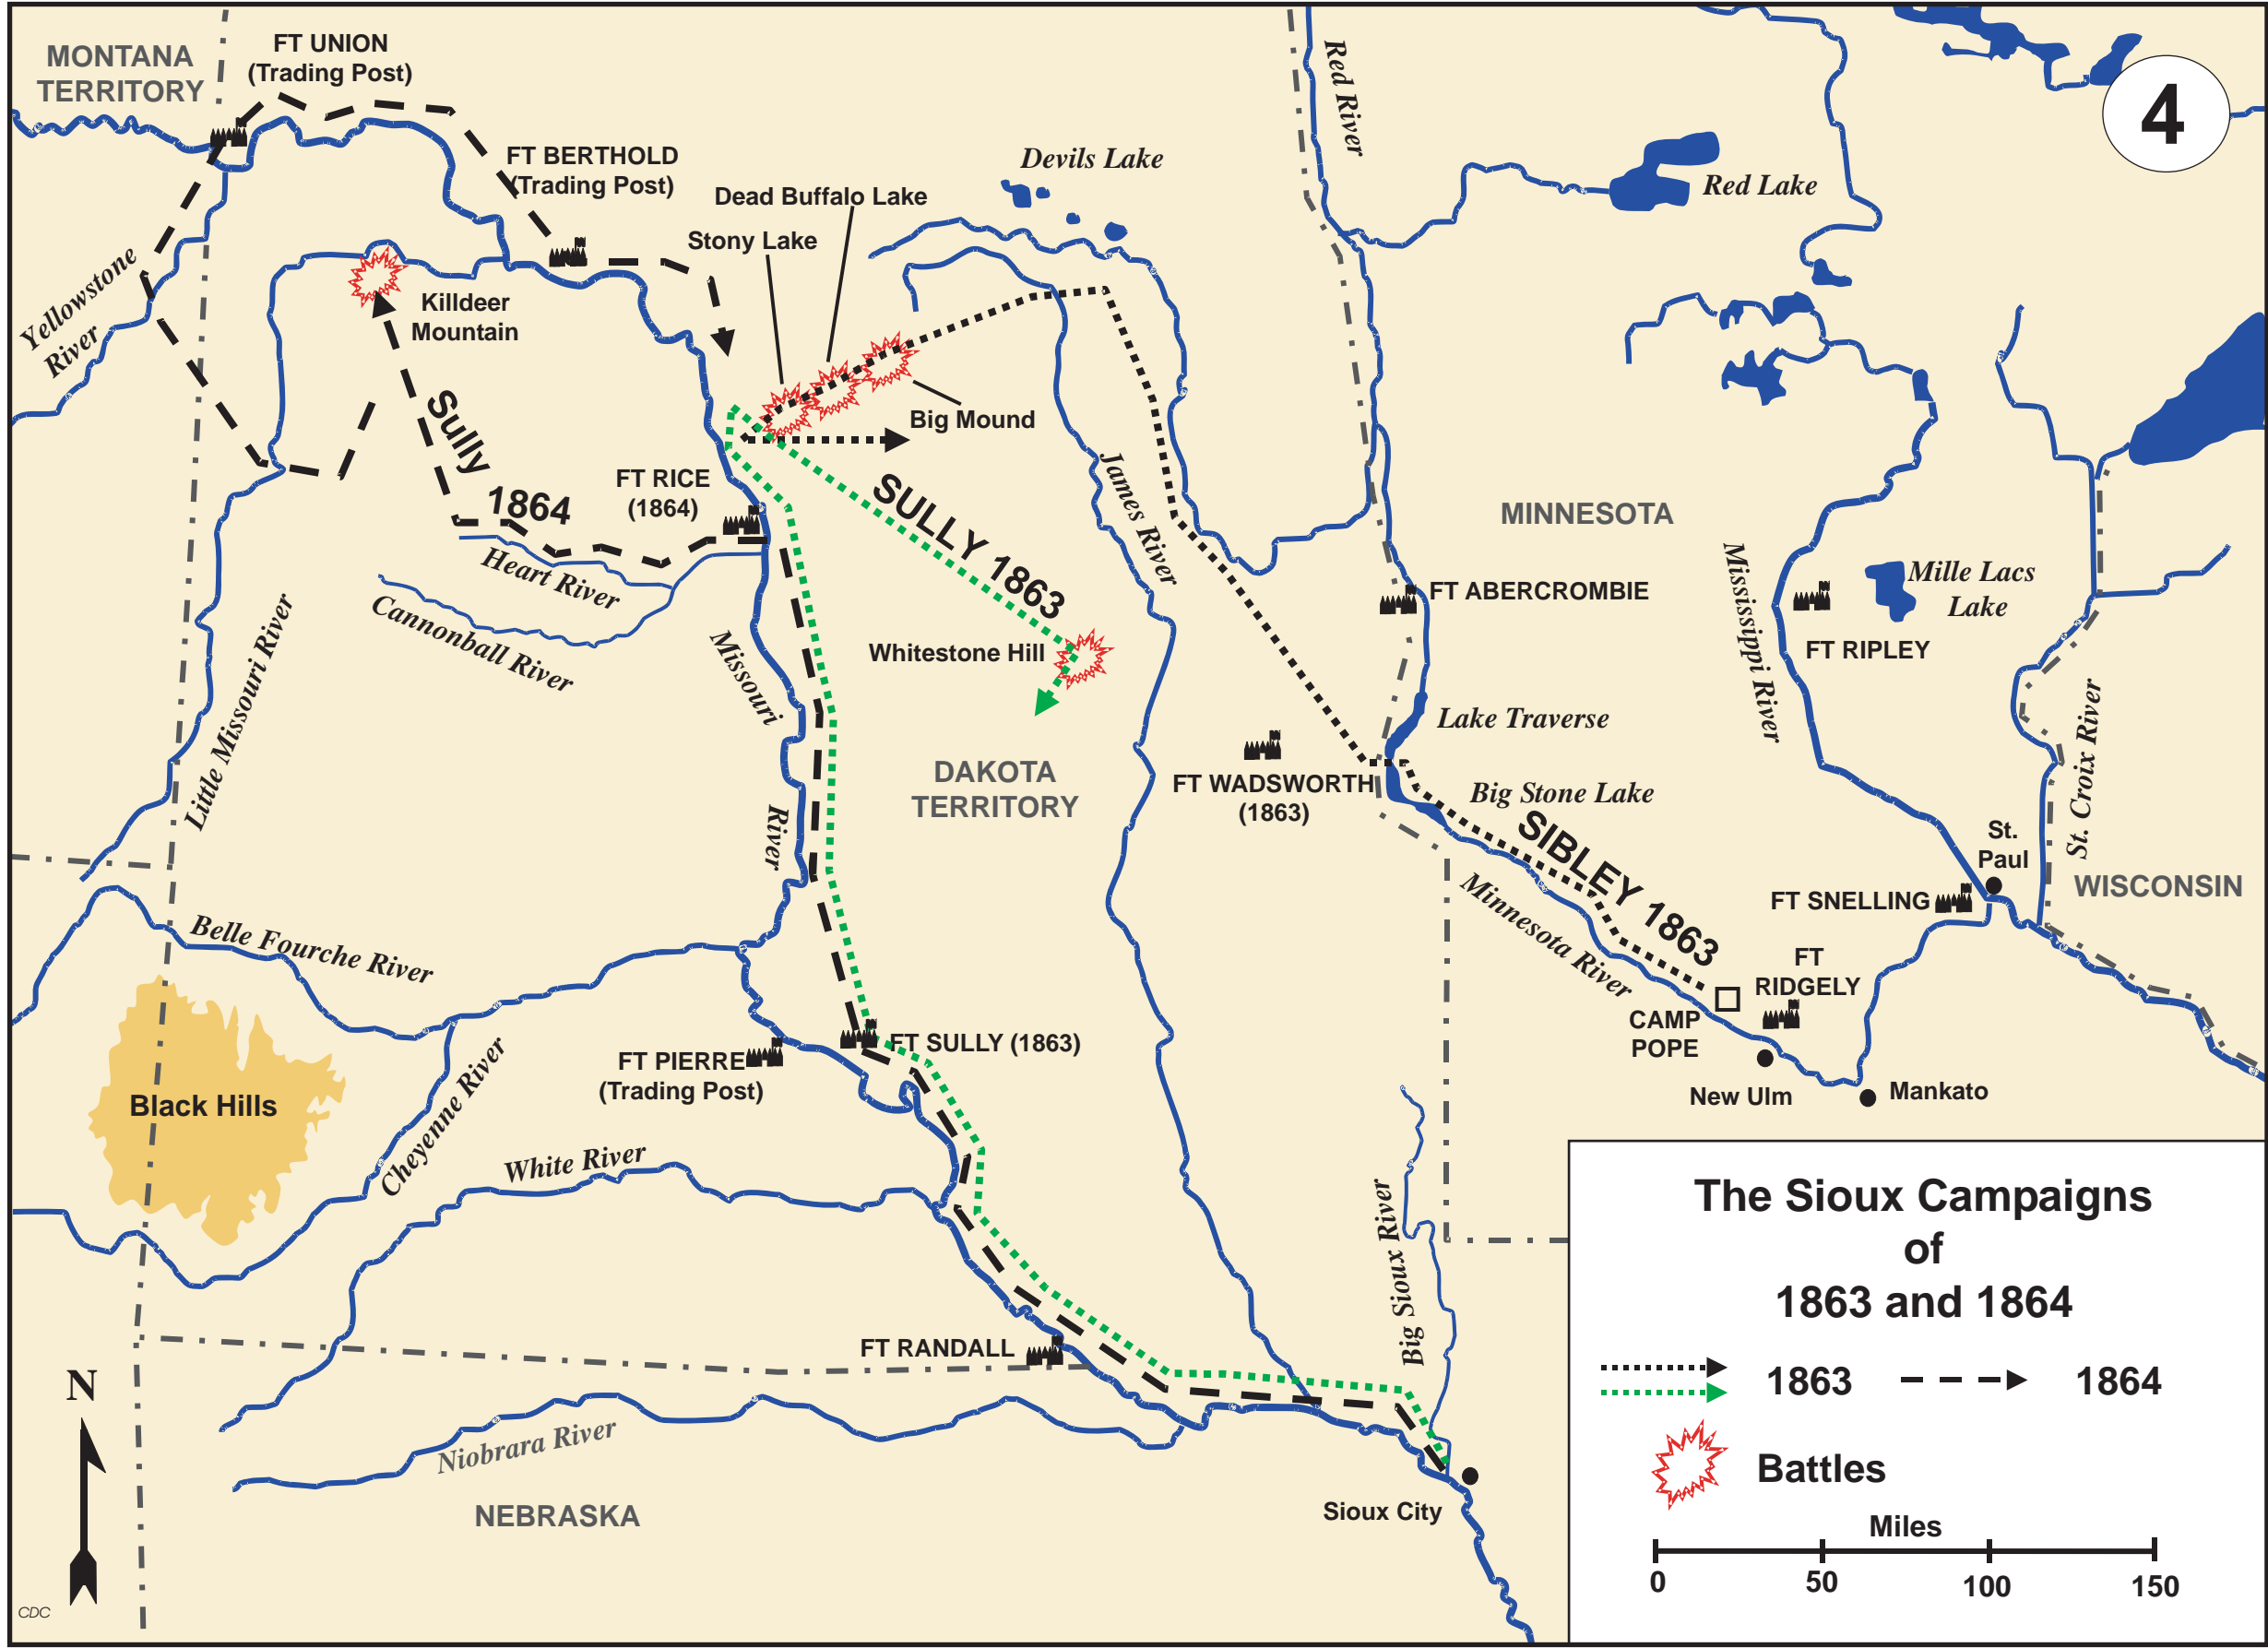 MONTANA
TERRITORY
FT UNION
(Trading Post)
FT BERTHOLD
(Trading Post)
Dead Buffalo Lake
Stony Lake
Devils Lake
Red River
Red Lake
4
Yellowstone
River
Killdeer
Mountain
Big Mound
Sully
1864
FT RICE
(1864)
SULLY 1863
James River
MINNESOTA
Heart River
Cannonball River
Little Missouri River
Missouri
River
Whitestone Hill
FT ABERCROMBIE
Mississippi River
Mille Lacs
Lake
FT RIPLEY
St. Croix River
Lake Traverse
DAKOTA
TERRITORY
FT WADSWORTH
(1863)
Big Stone Lake
SIBLEY 1863
Minnesota River
St.
Paul
FT SNELLING
WISCONSIN
Belle Fourche River
FT
RIDGELY
CAMP
POPE
New Ulm
Mankato
FT SULLY (1863)
FT PIERRE
(Trading Post)
Black Hills
Cheyenne River
White River
Big Sioux River
FT RANDALL
Niobrara River
NEBRASKA
Sioux City
N
CDC
The Sioux Campaigns
of
1863 and 1864
1863 1864
Battles
Miles
0 50 100 150